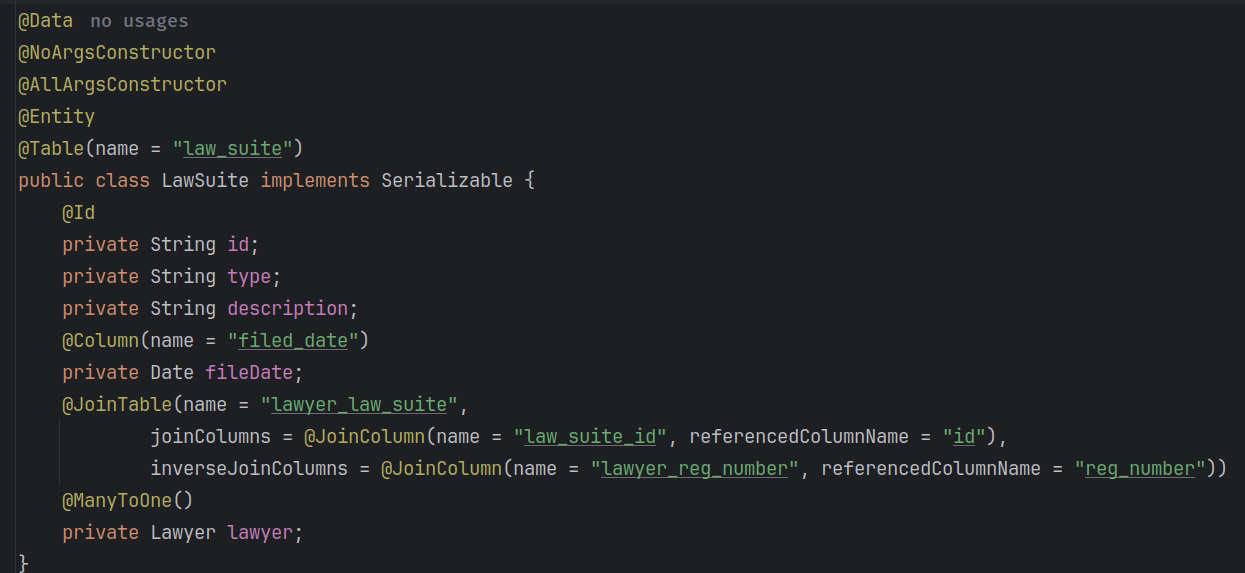 @Data no usages
@NoArgsConstructor
@AllArgsConstructor
@Entity
@Table(name = "law_suite")
public class LawSuite implements Serializable {
    @Id
    private String id;
    private String type;
    private String description;
    @Column(name = "filed_date")
    private Date fileDate;
    @JoinTable(name = "lawyer_law_suite",
            joinColumns = @JoinColumn(name = "law_suite_id", referencedColumnName = "id"),
            inverseJoinColumns = @JoinColumn(name = "lawyer_reg_number", referencedColumnName = "reg_number"))
    @ManyToOne()
    private Lawyer lawyer;
}